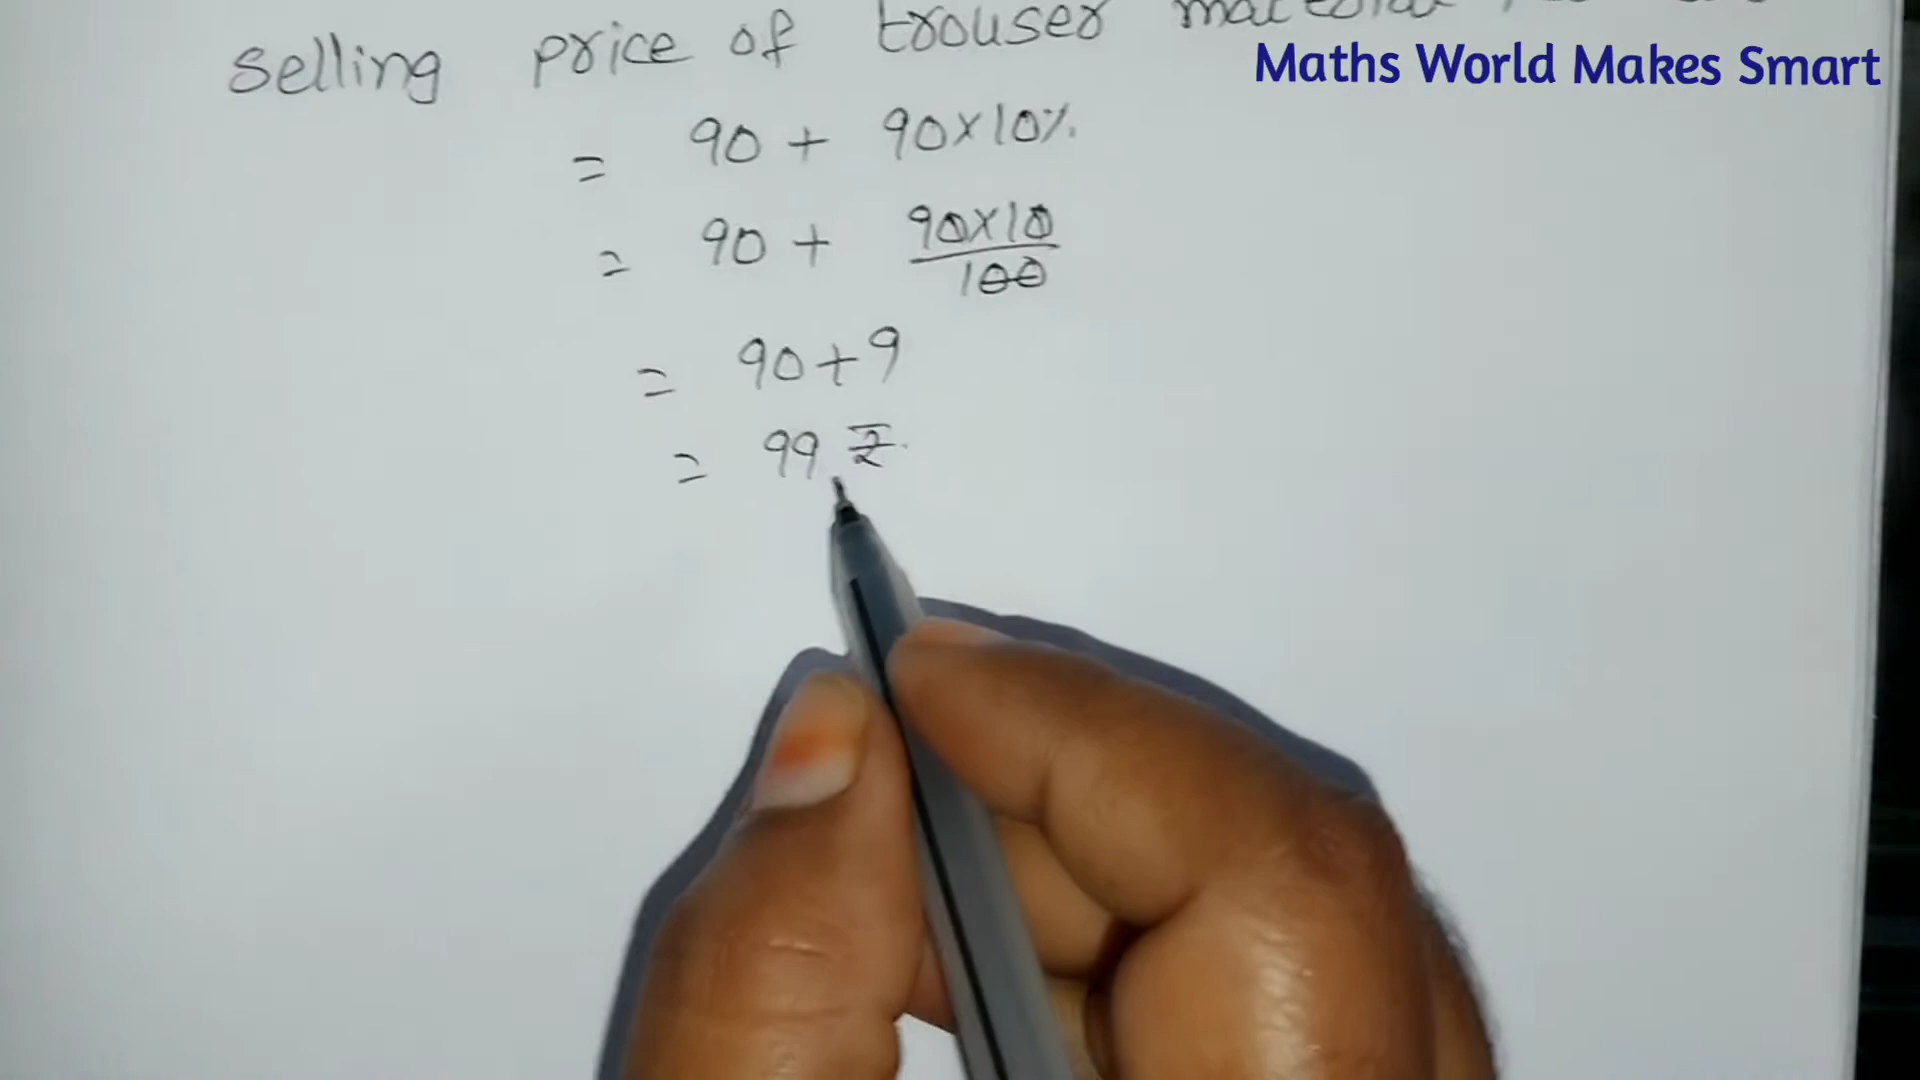 selling price of trouser
Maths World Makes Smart
= 90 + 90×10%
= 90 + 90×10/100
= 90+9
= 99 ₹.